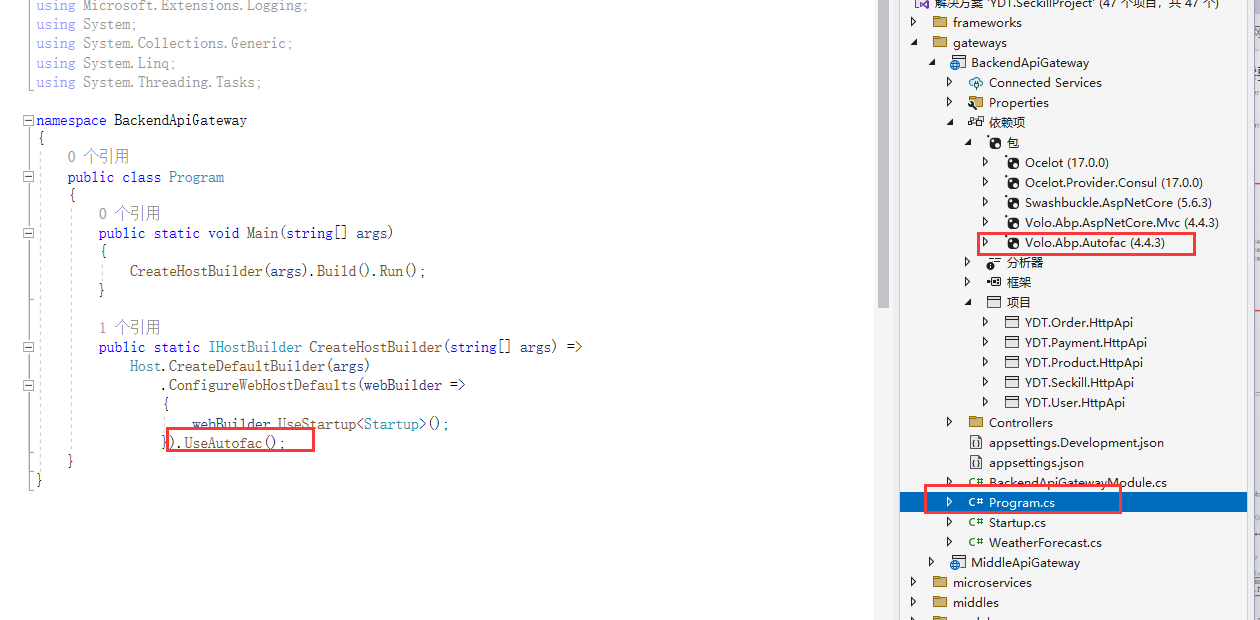 using Microsoft.Extensions.Logging;
using System;
using System.Collections.Generic;
using System.Linq;
using System.Threading.Tasks;
namespace BackendApiGateway
{
0 个引用
public class Program
{
0 个引用
public static void Main(string[] args)
{
CreateHostBuilder(args).Build().Run();
}
1 个引用
public static IHostBuilder CreateHostBuilder(string[] args) =>
Host.CreateDefaultBuilder(args)
.ConfigureWebHostDefaults(webBuilder =>
{
webBuilder.UseStartup<Startup>();
}).UseAutofac();
}
}
解决方案 'YDT.SeckillProject' (47 个项目, 共 47 个)
frameworks
gateways
BackendApiGateway
Connected Services
Properties
依赖项
包
Ocelot (17.0.0)
Ocelot.Provider.Consul (17.0.0)
Swashbuckle.AspNetCore (5.6.3)
Volo.Abp.AspNetCore.Mvc (4.4.3)
Volo.Abp.Autofac (4.4.3)
分析器
框架
项目
YDT.Order.HttpApi
YDT.Payment.HttpApi
YDT.Product.HttpApi
YDT.Seckill.HttpApi
YDT.User.HttpApi
Controllers
appsettings.Development.json
appsettings.json
C# BackendApiGatewayModule.cs
C# Program.cs
C# Startup.cs
C# WeatherForecast.cs
MiddleApiGateway
microservices
middles